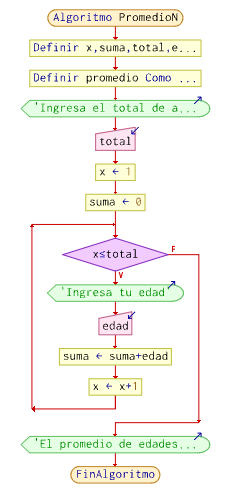 Algoritmo PromedioN
Definir x,suma,total,e...
Definir promedio Como ...
'Ingresa el total de a...
total
x ← 1
suma ← 0
x≤total
F
V
'Ingresa tu edad '
edad
suma ← suma+edad
x ← x+1
'El promedio de edades...
FinAlgoritmo